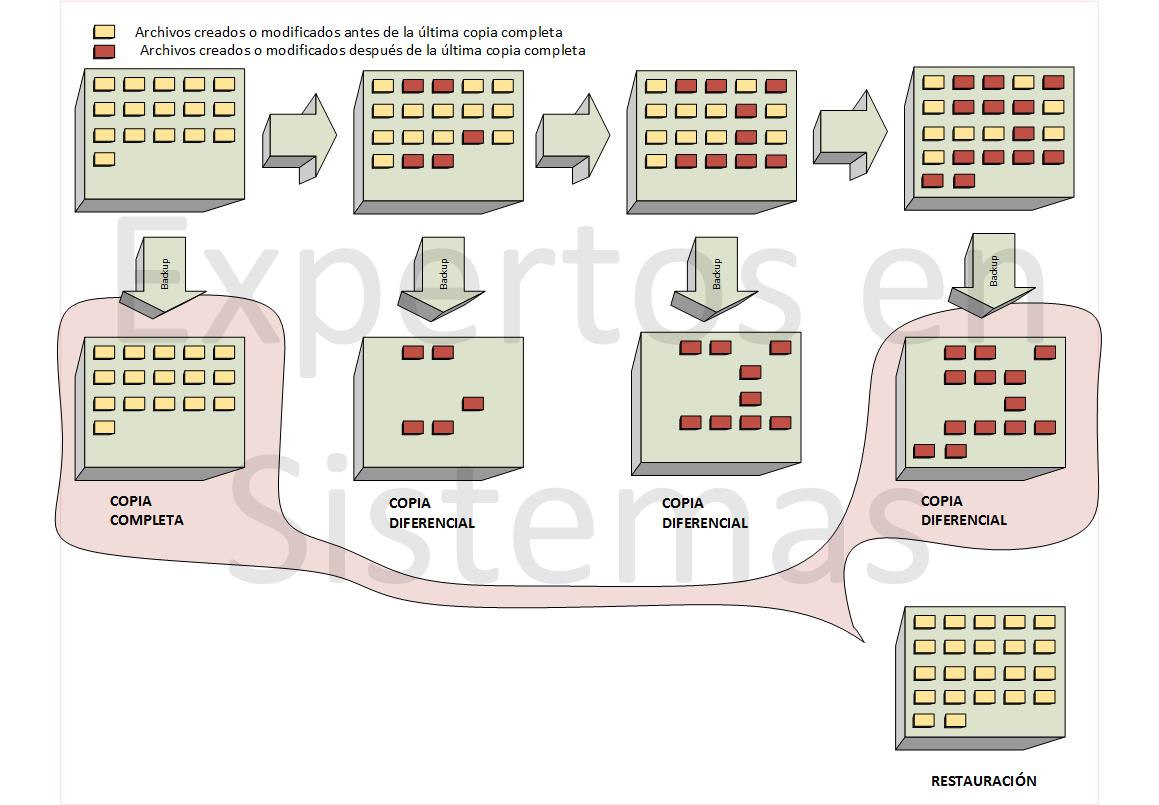 Archivos creados o modificados antes de la última copia completa
Archivos creados o modificados después de la última copia completa
Backup
Backup
Backup
Backup
Expertos en
Sistemas
COPIA
COMPLETA
COPIA
DIFERENCIAL
COPIA
DIFERENCIAL
COPIA
DIFERENCIAL
RESTAURACIÓN